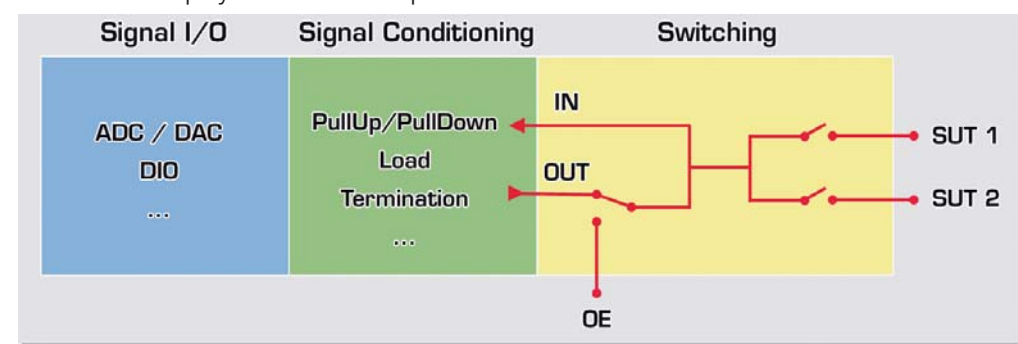 Signal I/O
Signal Conditioning
Switching
ADC / DAC
DIO
...
PullUp/PullDown
Load
Termination
...
IN
OUT
OE
SUT 1
SUT 2